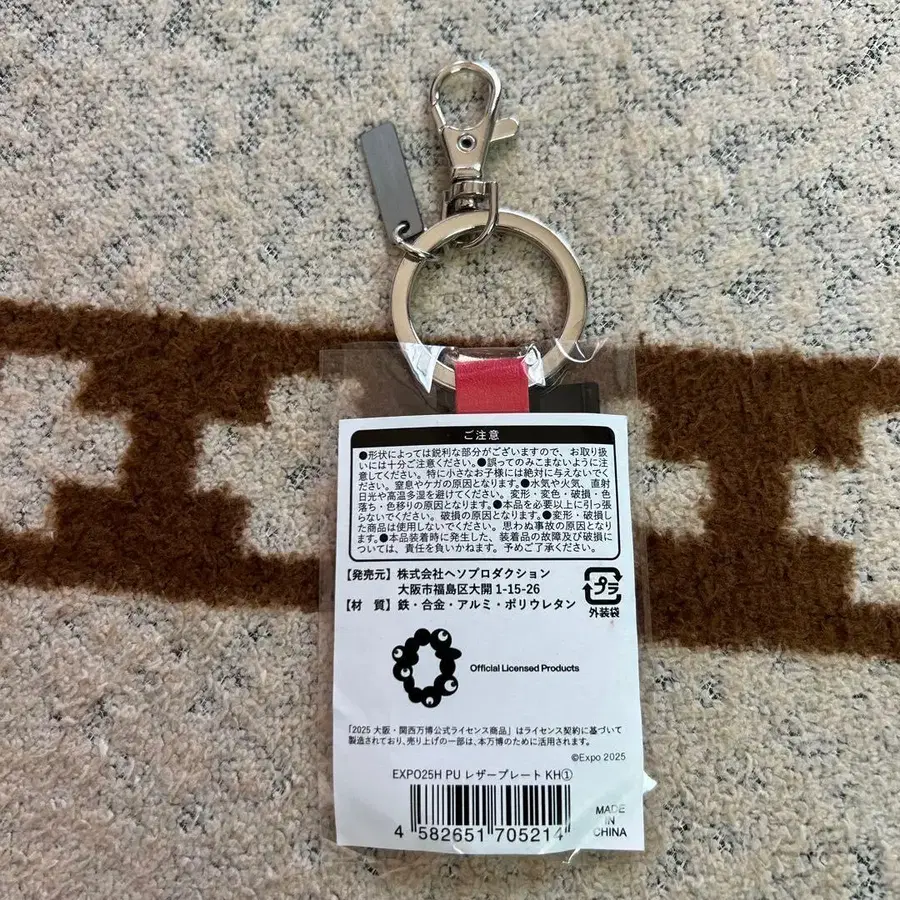 ご注意
●形状によっては鋭利な部分がございますので、お取り扱
いには十分ご注意ください。●誤ってのみこまないように注
意してください。特に小さなお子様には絶対に与えないでく
ださい。窒息やケガの原因となります。●水気や火気、直射
日光や高温多湿を避けてください。変形・変色・破損・色
落ち・色移りの原因となります。●本品を必要以上に引っ張
らないでください。破損の原因となります。●変形・破損し
た商品は使用しないでください。思わぬ事故の原因となりま
す。●本品装着時に発生した、装着品の故障及び破損に
ついては、責任を負いかねます。予めご了承ください。
【発売元】株式会社ヘソプロダクション
大阪市福島区大開1-15-26
【材 質】鉄・合金・アルミ・ポリウレタン
プラ
外装袋
Official Licensed Products
「2025 大阪・関西万博公式ライセンス商品」はライセンス契約に基づいて
製造されており、売り上げの一部は、本万博のために活用されます。
©Expo 2025
EXPO25H PU レザープレート KH①
4 582651 705214
MADE
IN
CHINA